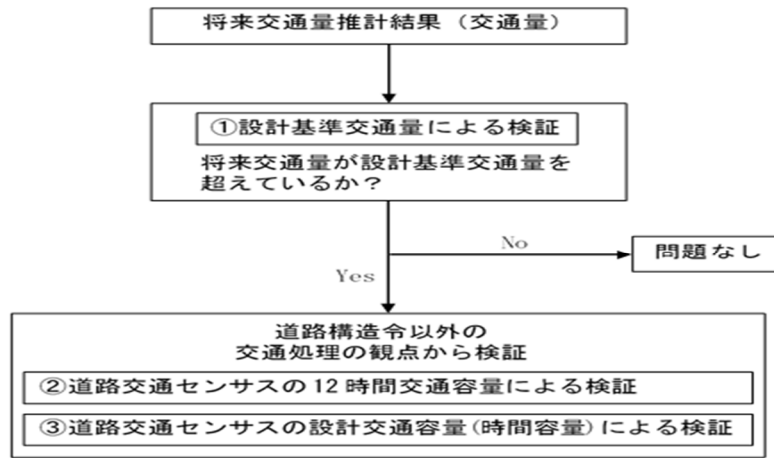 将来交通量推計結果（交通量）
①設計基準交通量による検証
将来交通量が設計基準交通量を
超えているか？
No
問題なし
Yes
道路構造令以外の
交通処理の観点から検証
②道路交通センサスの12時間交通容量による検証
③道路交通センサスの設計交通容量(時間容量)による検証